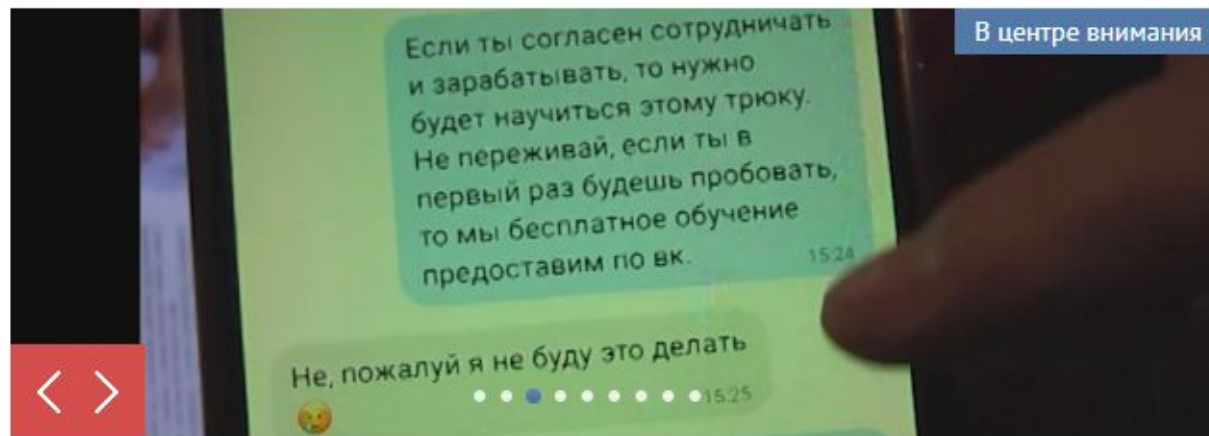 В центре внимания
Если ты согласен сотрудничать
и зарабатывать, то нужно
будет научиться этому трюку.
Не переживай, если ты в
первый раз будешь пробовать,
то мы бесплатное обучение
предоставим по вк.
15:24
Не, пожалуй я не буду это делать
15:25